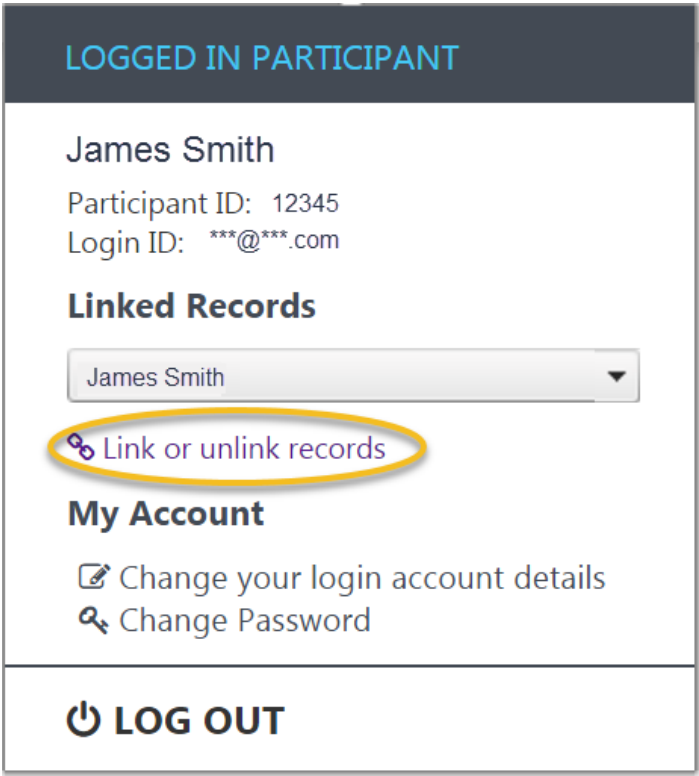 LOGGED IN PARTICIPANT
James Smith
Participant ID: 12345
Login ID: ***@***.com
Linked Records
James Smith
Link or unlink records
My Account
Change your login account details
Change Password
LOG OUT